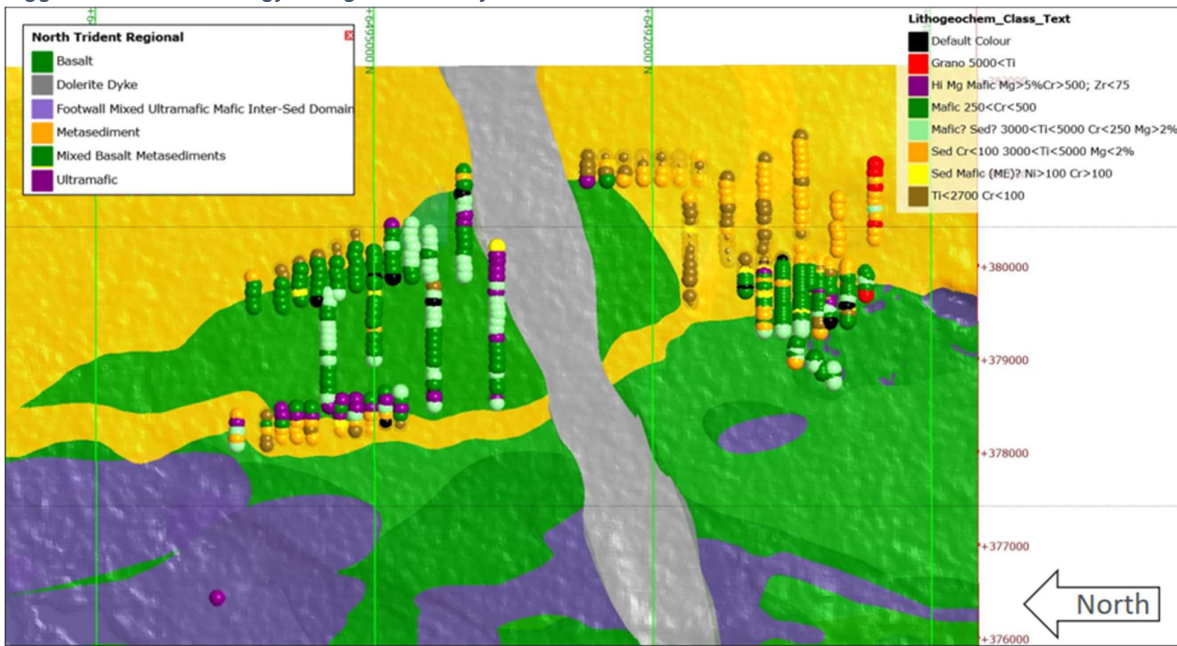 North Trident Regional
Basalt
Dolerite Dyke
Footwall Mixed Ultramafic Mafic Inter-Sed Domain
Metasediment
Mixed Basalt Metasediments
Ultramafic
6495000 N
6492000 N
Lithogeochem_Class_Text
Default Colour
Grano 5000<Ti
Hi Mg Mafic Mg>5%Cr>500; Zr<75
Mafic 250<Cr<500
Mafic? Sed? 3000<Ti<5000 Cr<250 Mg>2%
Sed Cr<100 3000<Ti<5000 Mg<2%
Sed Mafic (ME)? Ni>100 Cr>100
Ti<2700 Cr<100
+380000
+379000
+378000
+377000
+376000
North